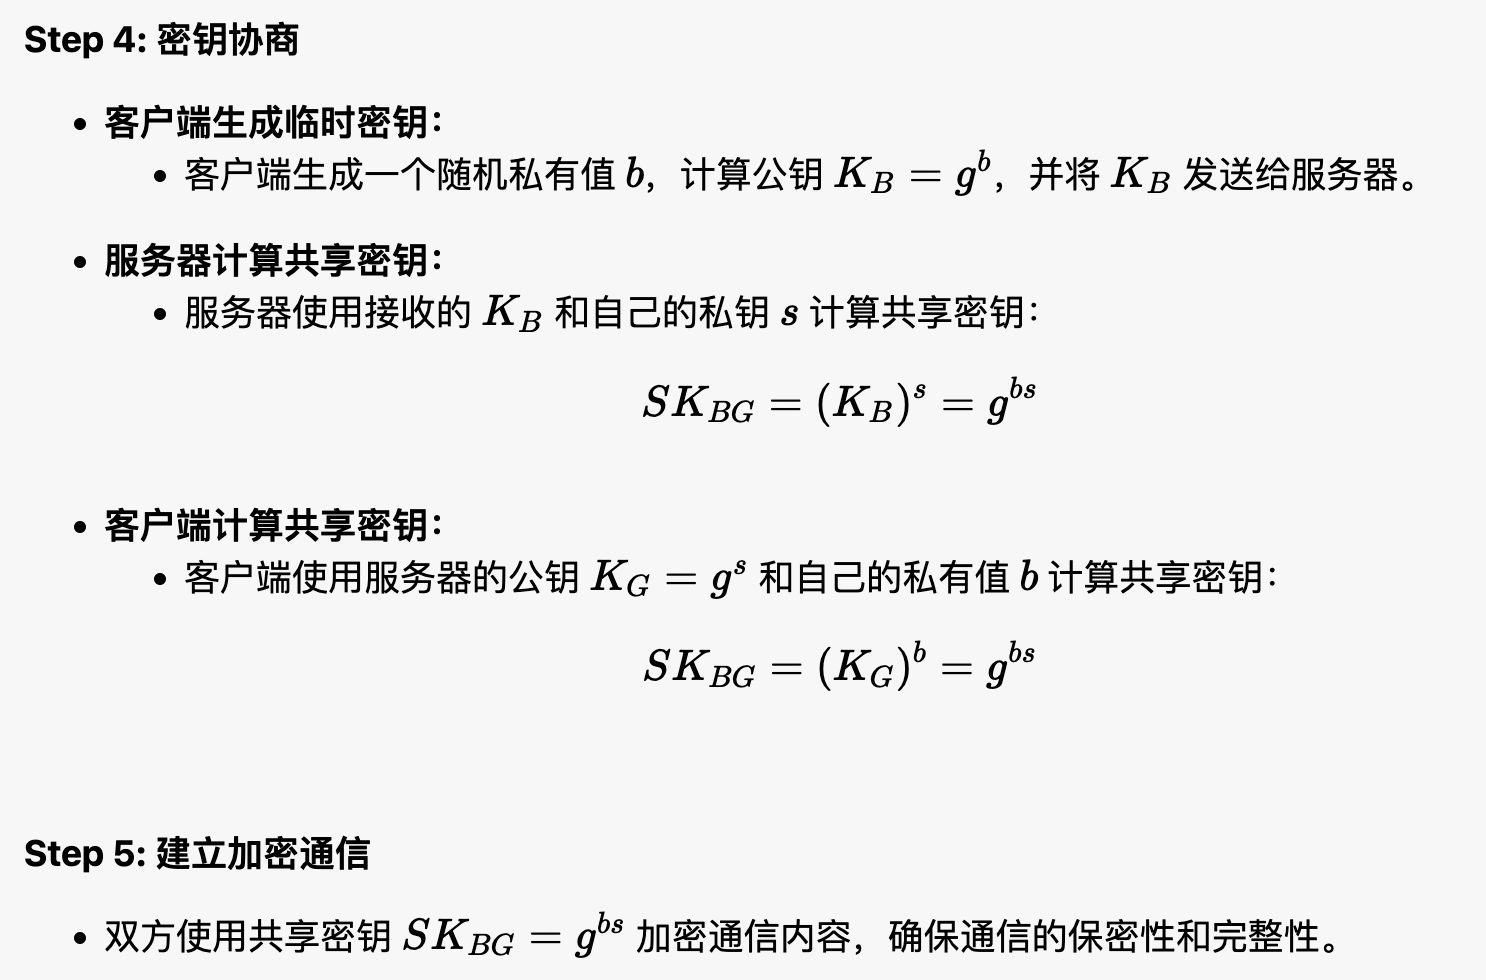 Step 4: 密钥协商
• 客户端生成临时密钥：
• 客户端生成一个随机私有值 b，计算公钥 K_B = g^b，并将 K_B 发送给服务器。
• 服务器计算共享密钥：
• 服务器使用接收的 K_B 和自己的私钥 s 计算共享密钥：
SK_{BG} = (K_B)^s = g^{bs}
• 客户端计算共享密钥：
• 客户端使用服务器的公钥 K_G = g^s 和自己的私有值 b 计算共享密钥：
SK_{BG} = (K_G)^b = g^{bs}
Step 5: 建立加密通信
• 双方使用共享密钥 SK_{BG} = g^{bs} 加密通信内容，确保通信的保密性和完整性。